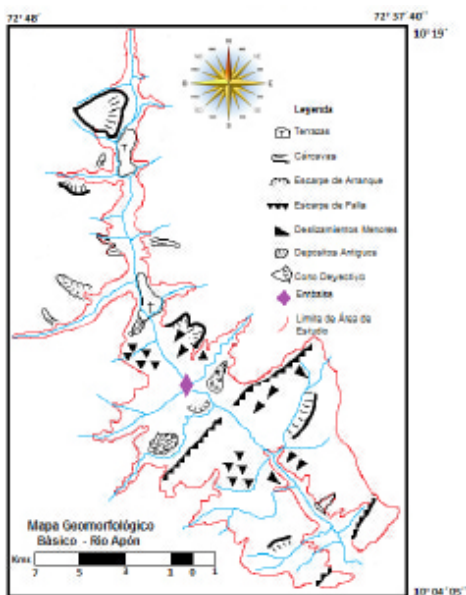 72° 48´
72° 37´ 40¨
10° 19´
Leyenda
Terrazas
Cárcavas
Escarpe de Arranque
Escarpe de Falla
Deslizamientos Menores
Depositos Antiguos
Cono Deyectivo
Embalse
Limite de Área de
Estudio
Mapa Geomorfológico
Básico - Río Apón
Kms.
7 5 4 3 0 1
10° 04´ 05¨